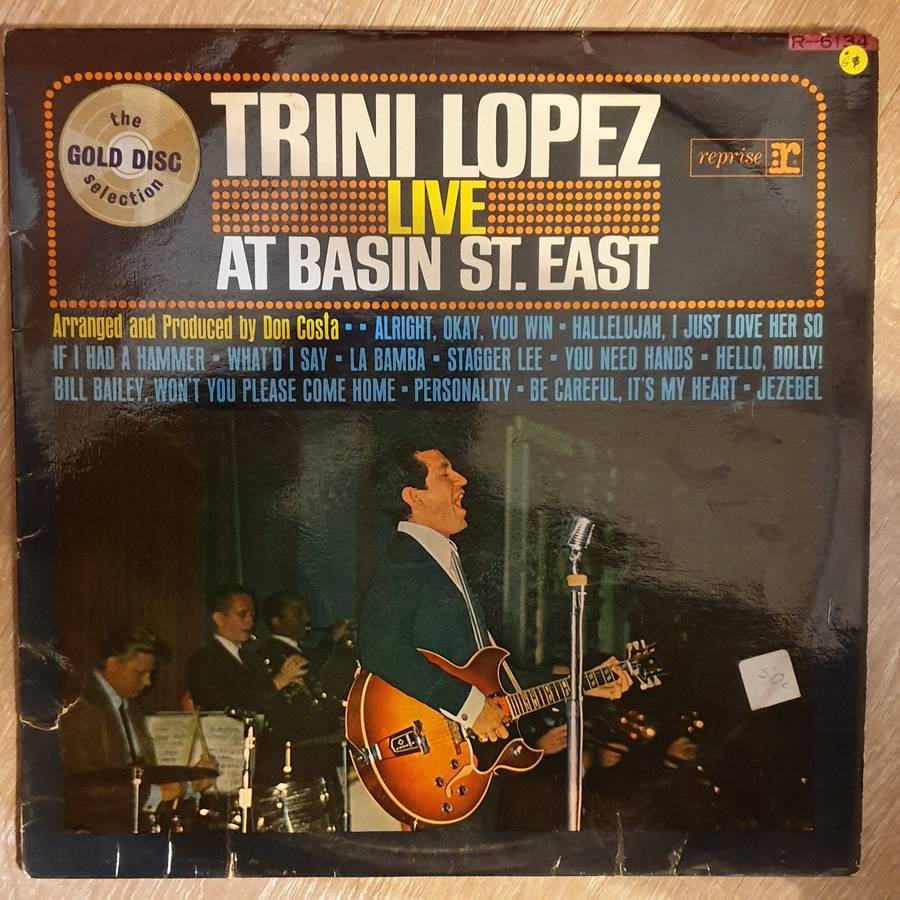 R-6134
the
GOLD DISC
selection
TRINI LOPEZ
LIVE
AT BASIN ST. EAST
reprise r
Arranged and Produced by Don Costa ▪ ▪ ALRIGHT, OKAY, YOU WIN ▪ HALLELUJAH, I JUST LOVE HER SO
IF I HAD A HAMMER ▪ WHAT'D I SAY ▪ LA BAMBA ▪ STAGGER LEE ▪ YOU NEED HANDS ▪ HELLO, DOLLY!
BILL BAILEY, WON'T YOU PLEASE COME HOME ▪ PERSONALITY ▪ BE CAREFUL, IT'S MY HEART ▪ JEZEBEL